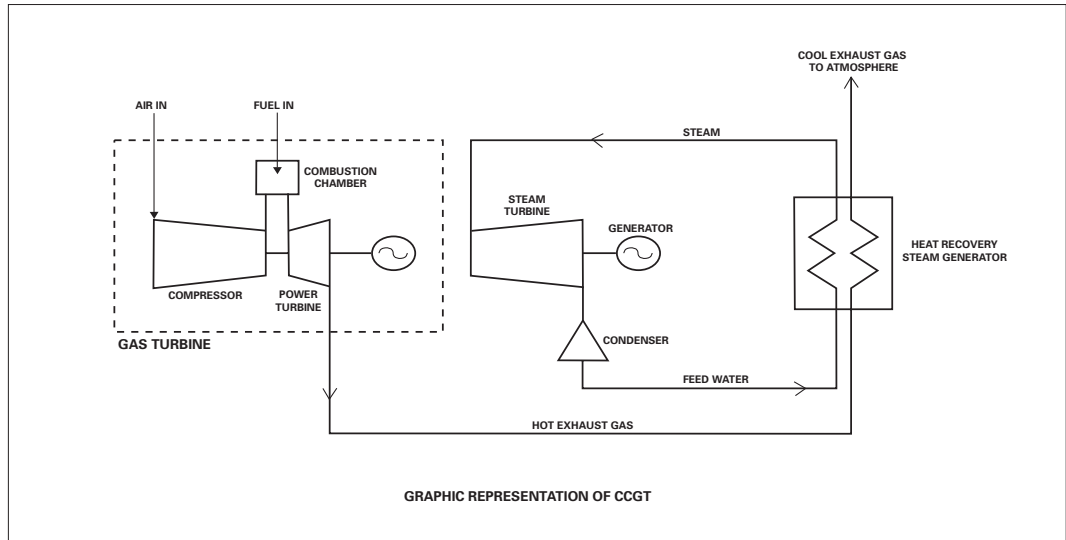 COOL EXHAUST GAS
TO ATMOSPHERE
AIR IN
FUEL IN
STEAM
COMBUSTION
CHAMBER
STEAM
TURBINE
GENERATOR
HEAT RECOVERY
STEAM GENERATOR
COMPRESSOR
POWER
TURBINE
GAS TURBINE
CONDENSER
FEED WATER
HOT EXHAUST GAS
GRAPHIC REPRESENTATION OF CCGT